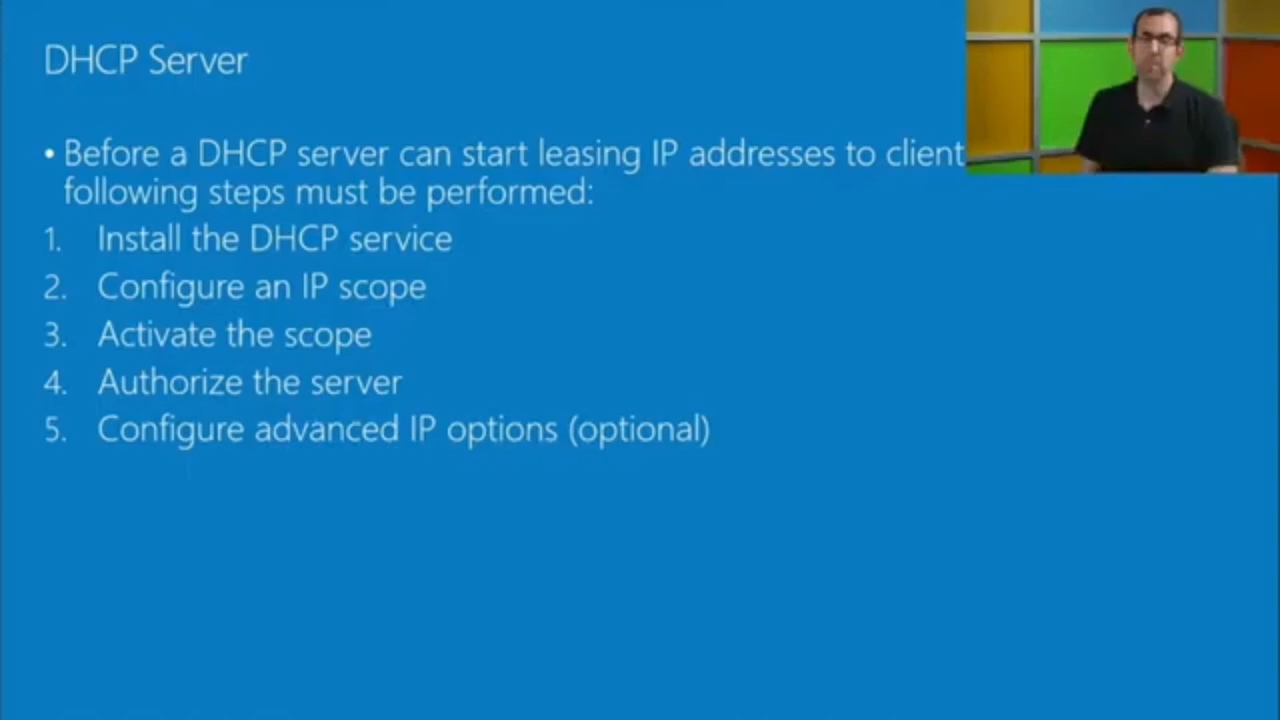 DHCP Server
• Before a DHCP server can start leasing IP addresses to client
following steps must be performed:
1. Install the DHCP service
2. Configure an IP scope
3. Activate the scope
4. Authorize the server
5. Configure advanced IP options (optional)